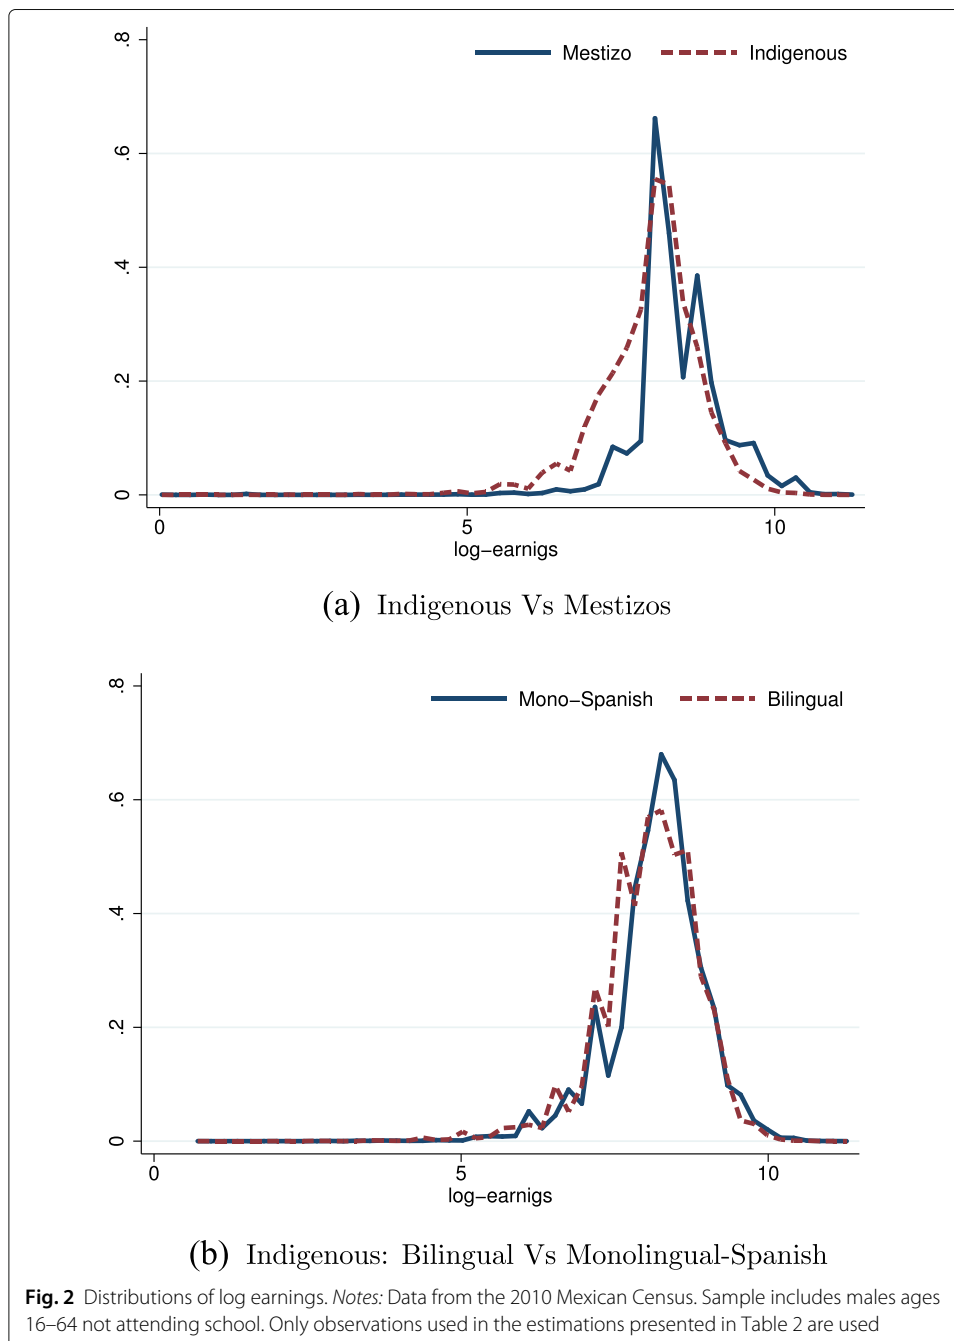 .8
Mestizo Indigenous
.6
.4
.2
0
0 5 10
log-earnigs
(a) Indigenous Vs Mestizos
.8
Mono-Spanish Bilingual
.6
.4
.2
0
0 5 10
log-earnigs
(b) Indigenous: Bilingual Vs Monolingual-Spanish
Fig. 2 Distributions of log earnings. Notes: Data from the 2010 Mexican Census. Sample includes males ages
16–64 not attending school. Only observations used in the estimations presented in Table 2 are used